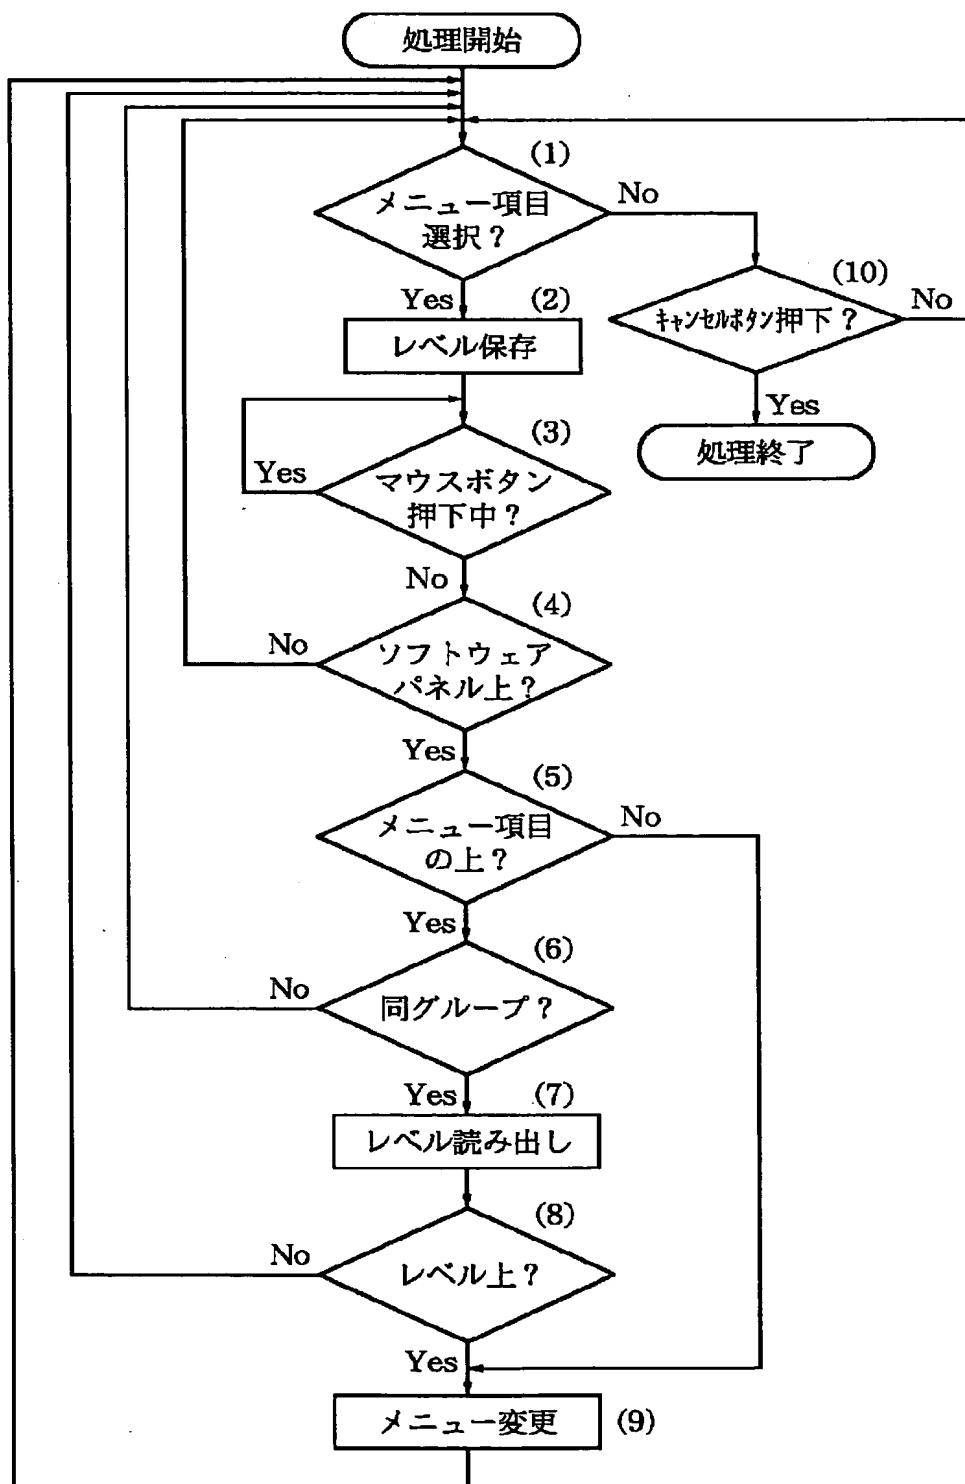 処理開始
(1)
メニュー項目
選択？
No
Yes
(2)
レベル保存
(10)
キャンセルボタン押下？
No
Yes
処理終了
(3)
マウスボタン
押下中？
Yes
No
(4)
ソフトウェア
パネル上？
No
Yes
(5)
メニュー項目
の上？
No
Yes
(6)
同グループ？
No
Yes
(7)
レベル読み出し
(8)
レベル上？
No
Yes
メニュー変更
(9)